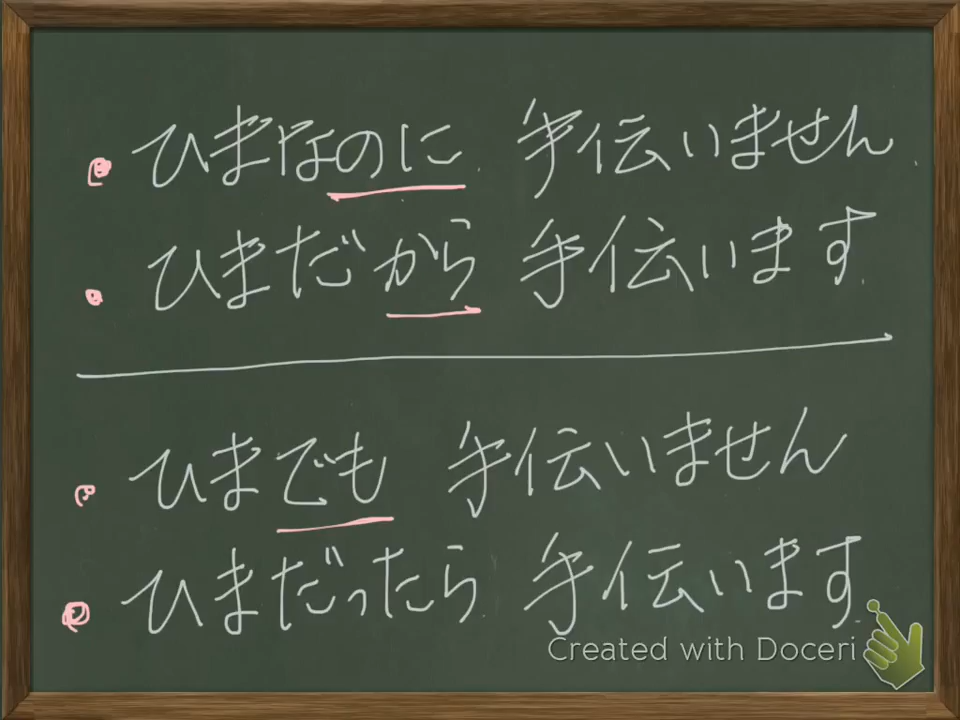 ひまなのに 手伝いません.
ひまだから 手伝います.
ひまでも 手伝いません
ひまだったら 手伝います.
Created with Doceri